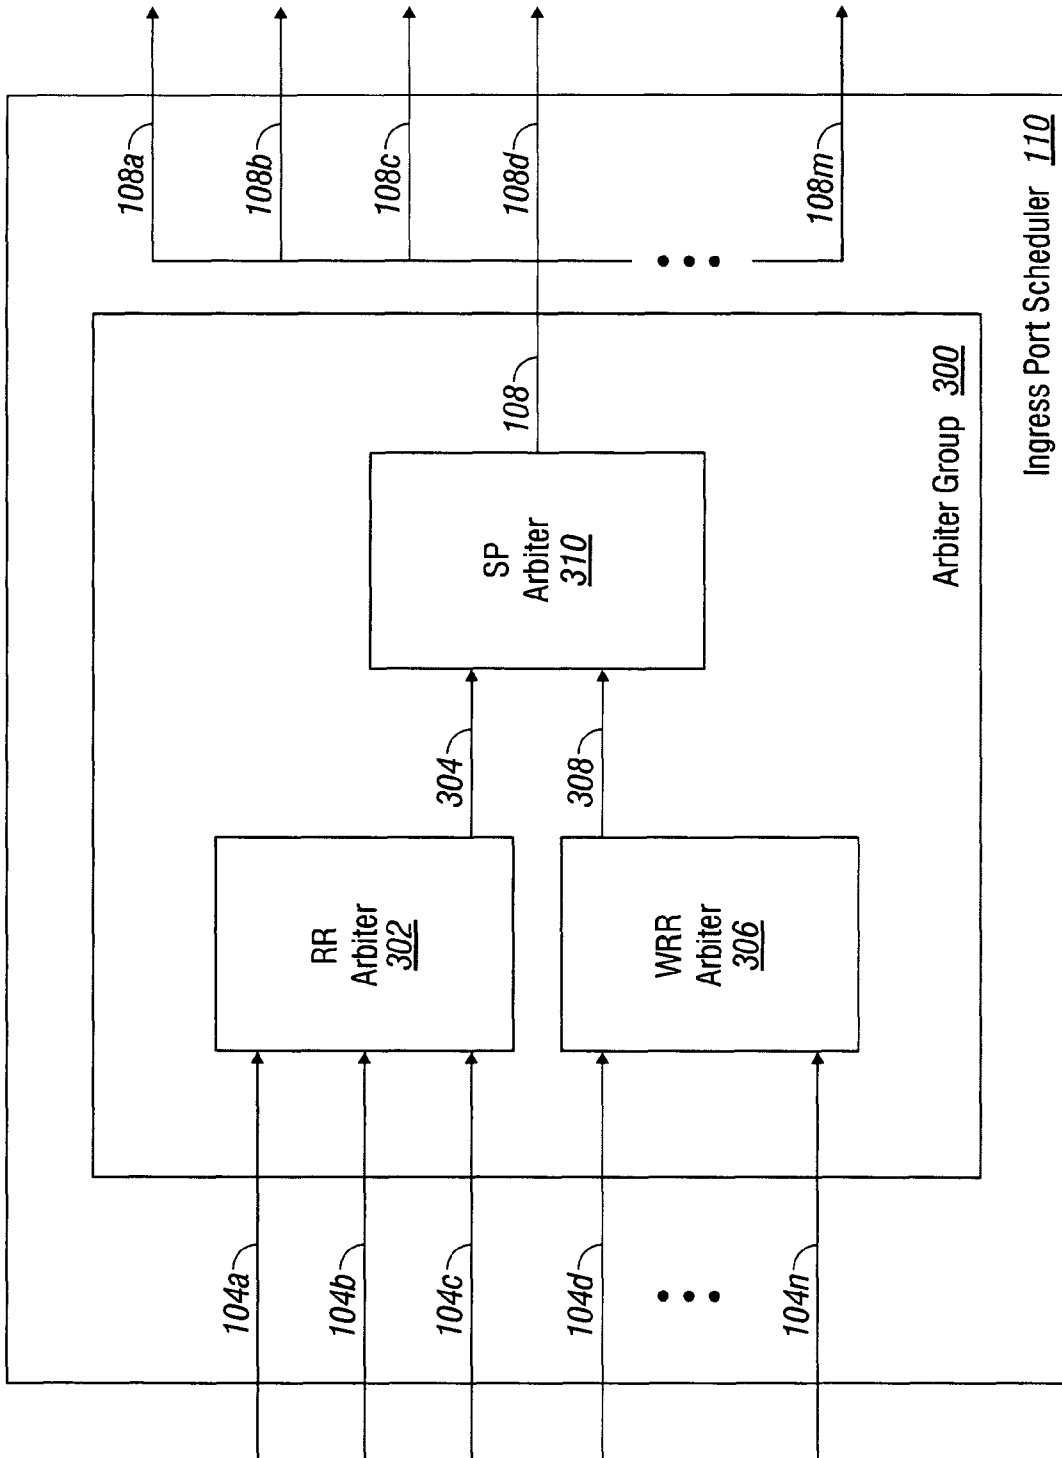 104a
104b
104c
104d
104n
RR
Arbiter
302
WRR
Arbiter
306
304
308
SP
Arbiter
310
108
108a
108b
108c
108d
108m
Arbiter Group 300
Ingress Port Scheduler 110